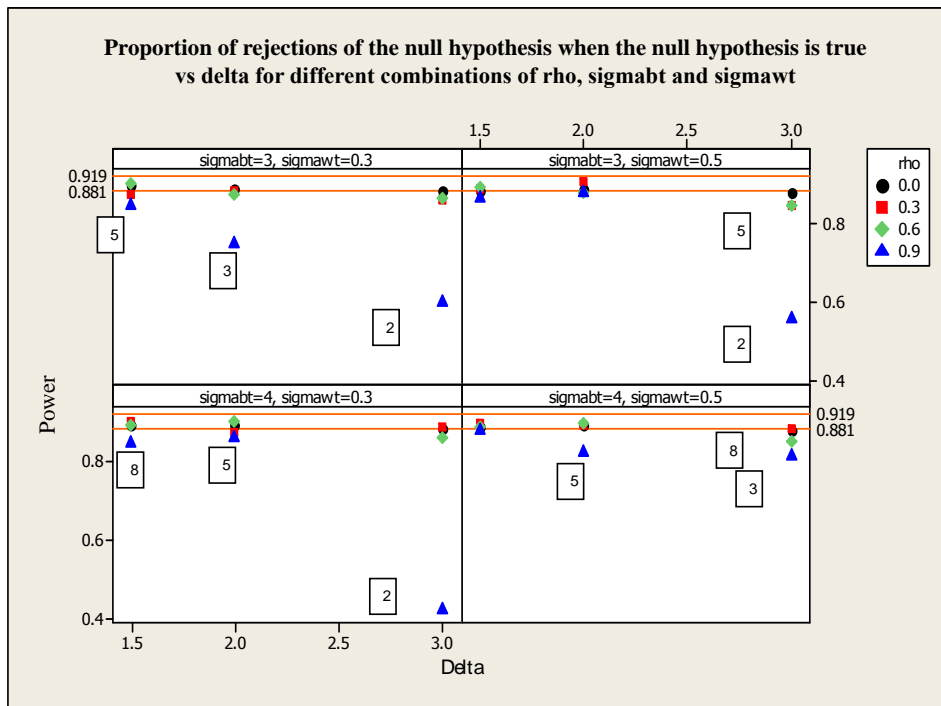 Proportion of rejections of the null hypothesis when the null hypothesis is true
vs delta for different combinations of rho, sigmabt and sigmawt
1.5 2.0 2.5 3.0
sigmabt=3, sigmawt=0.3 sigmabt=3, sigmawt=0.5
0.919
0.881
rho
0.0
0.3
0.6
0.9
5
3
2
5
2
0.8
0.6
0.4
Power
sigmabt=4, sigmawt=0.3 sigmabt=4, sigmawt=0.5
0.919
0.881
0.8
0.6
0.4
8
5
2
5
8
3
1.5 2.0 2.5 3.0
Delta